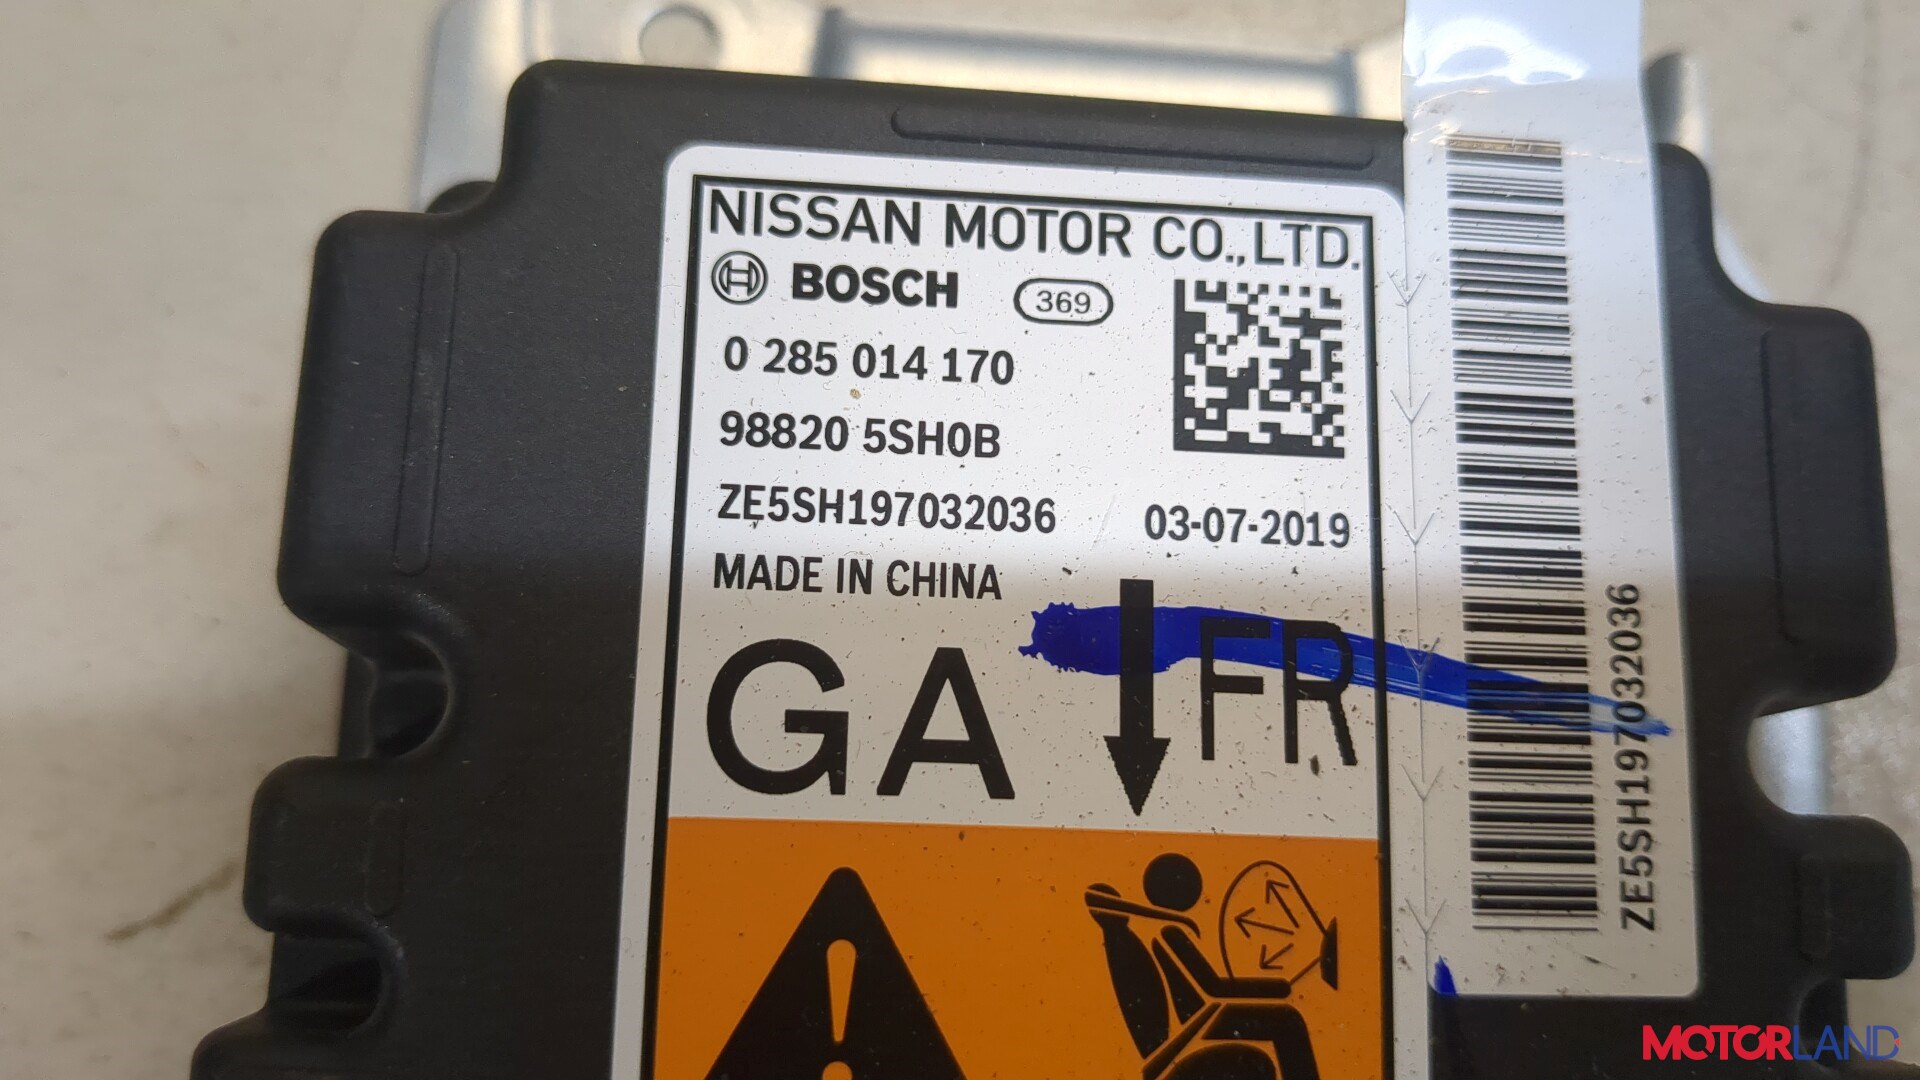 NISSAN MOTOR CO.,LTD.
BOSCH 369
0 285 014 170
98820 5SH0B
ZE5SH197032036 03-07-2019
MADE IN CHINA
GA FR
ZE5SH197032036
MOTORLAND